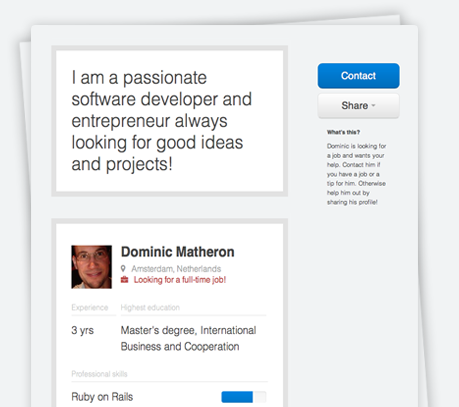 I am a passionate
software developer and
entrepreneur always
looking for good ideas
and projects!
Contact
Share
What's this?
Dominic is looking for
a job and wants your
help. Contact him if
you have a job or a
tip for him. Otherwise
help him out by
sharing his profile!
Dominic Matheron
Amsterdam, Netherlands
Looking for a full-time job!
Experience Highest education
3 yrs Master's degree, International
Business and Cooperation
Professional skills
Ruby on Rails